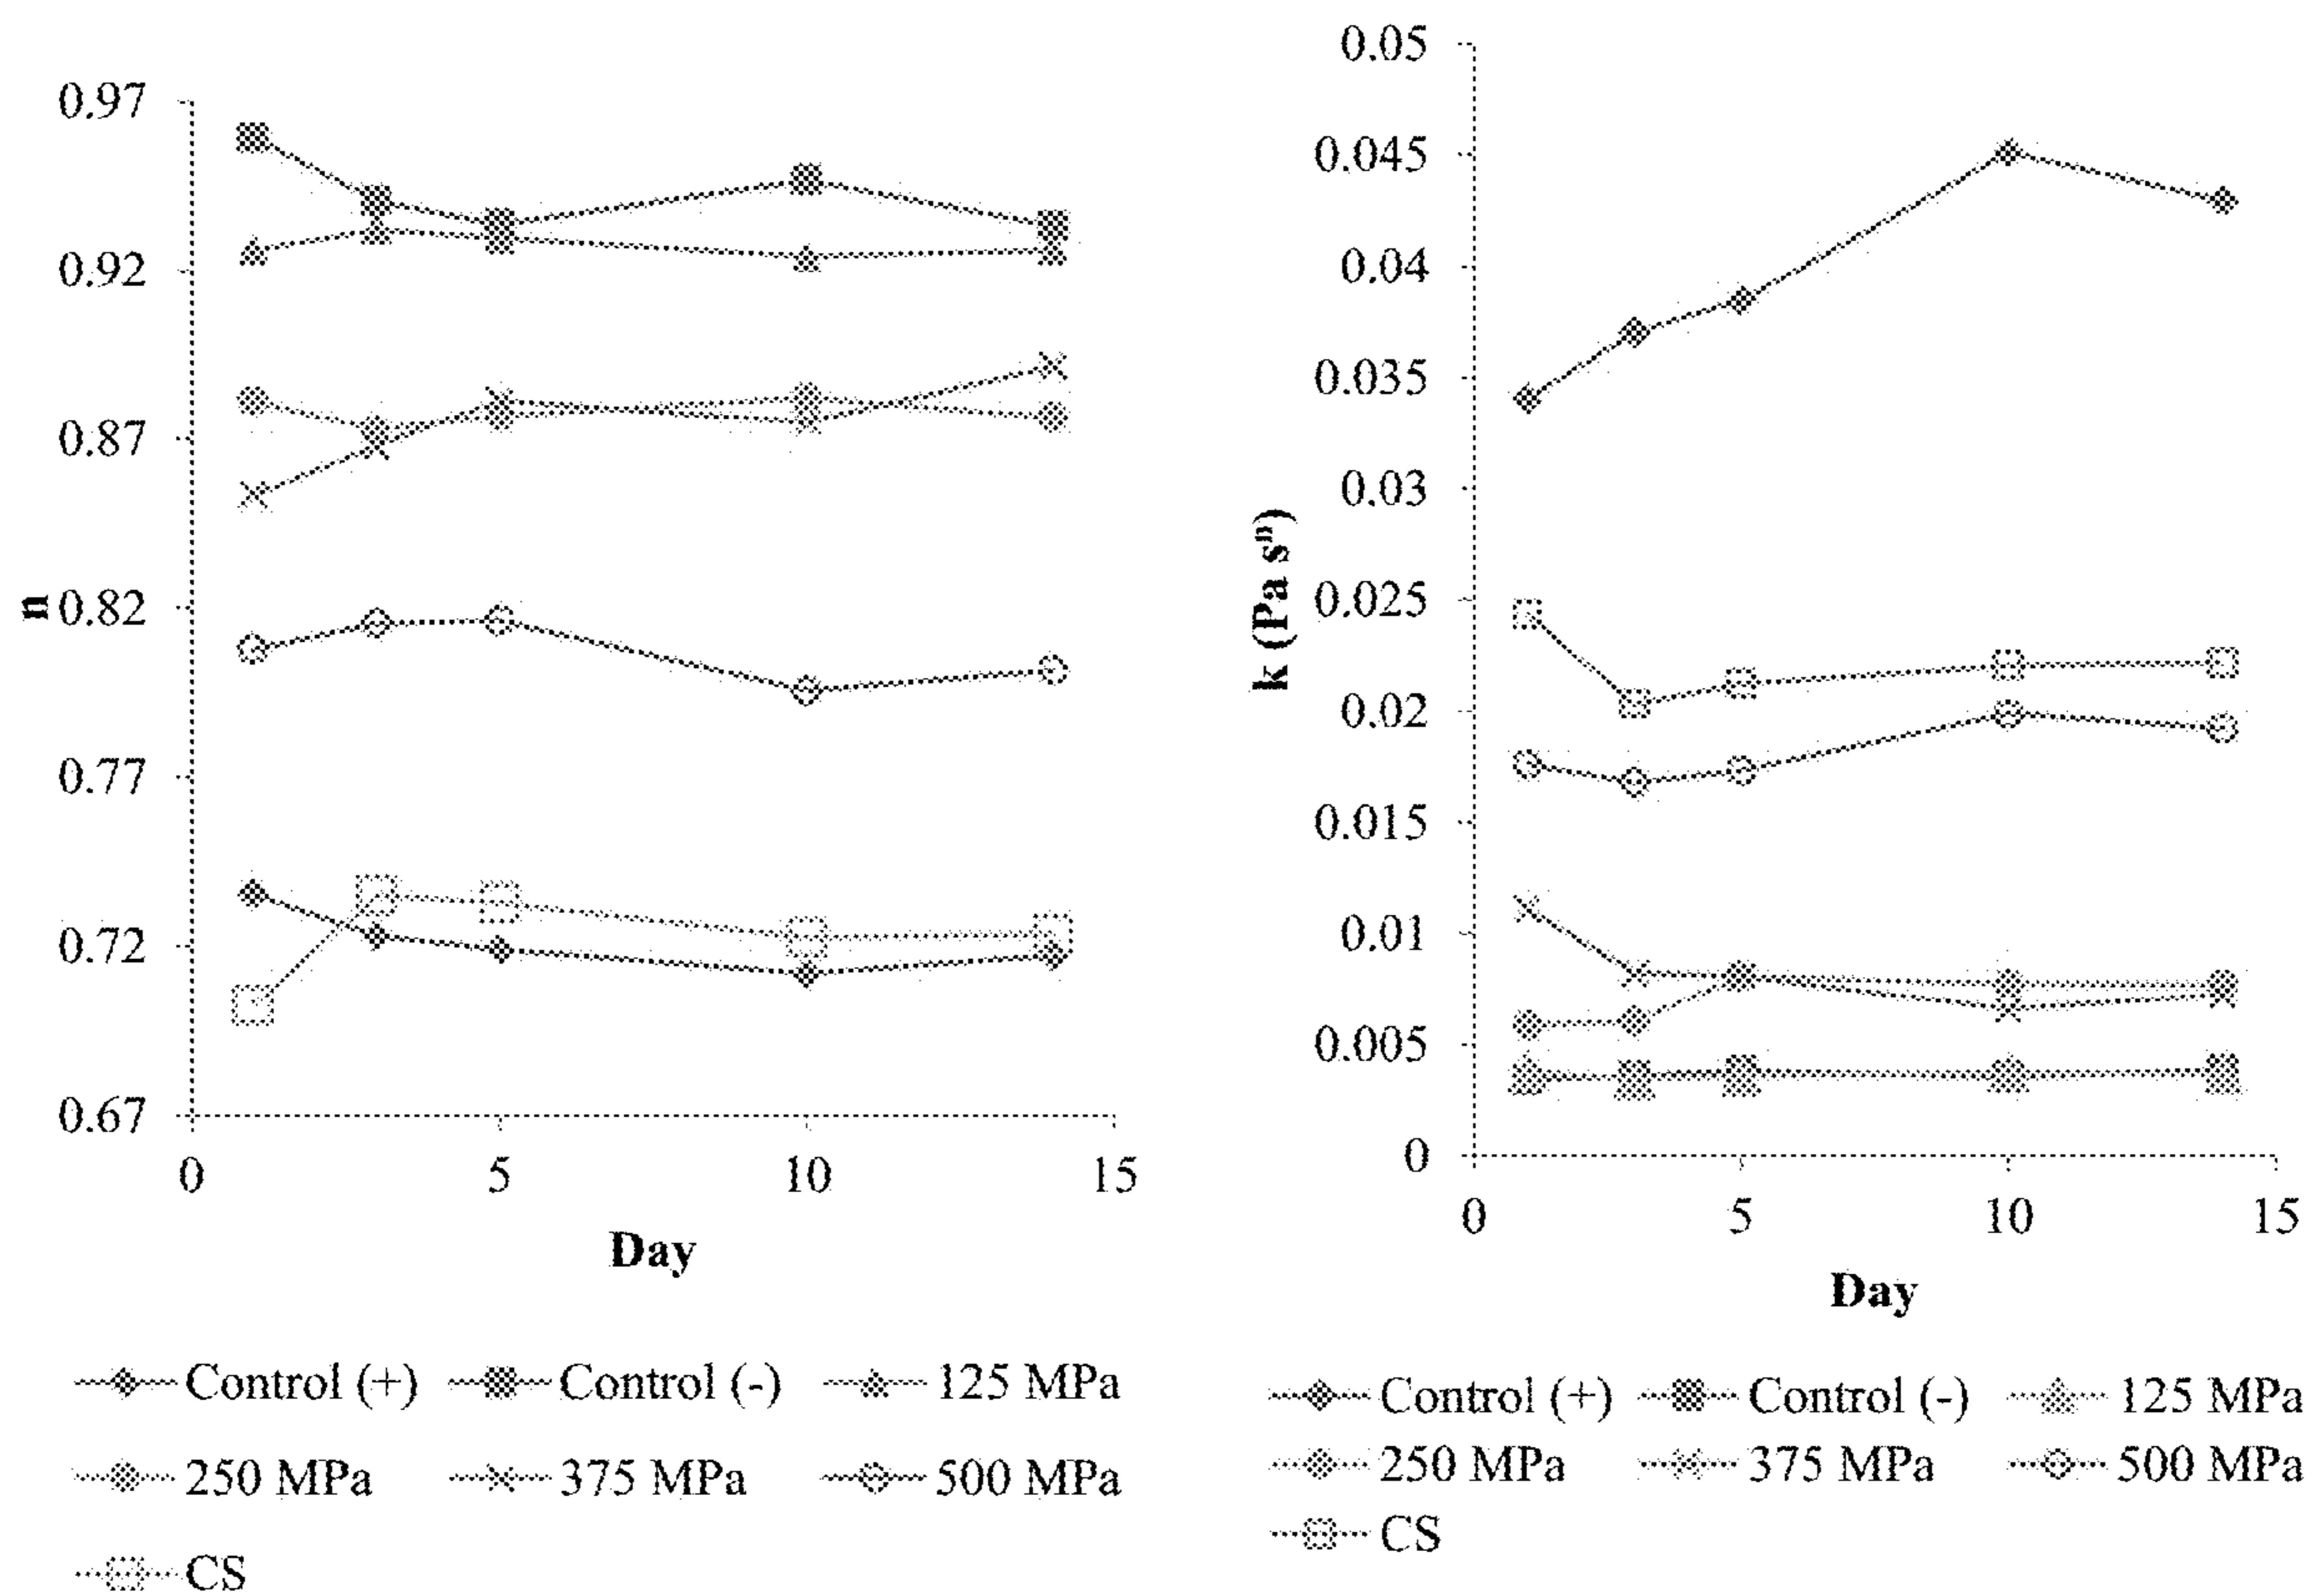 0.97
0.92
0.87
0.82
0.77
0.72
0.67
n
0 5 10 15
Day
Control (+) Control (-) 125 MPa
250 MPa 375 MPa 500 MPa
CS
0.05
0.045
0.04
0.035
0.03
0.025
0.02
0.015
0.01
0.005
0
k (Pa sⁿ)
0 5 10 15
Day
Control (+) Control (-) 125 MPa
250 MPa 375 MPa 500 MPa
CS